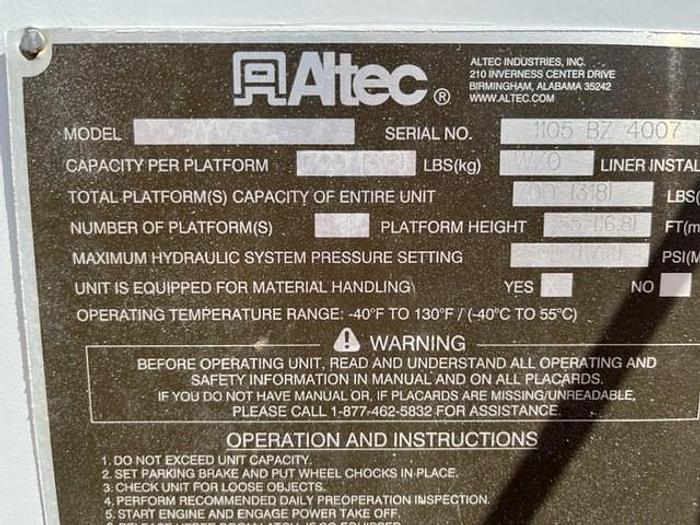 Altec®
ALTEC INDUSTRIES, INC.
210 INVERNESS CENTER DRIVE
BIRMINGHAM, ALABAMA 35242
WWW.ALTEC.COM
MODEL SERIAL NO. 1105 BZ 4007
CAPACITY PER PLATFORM LBS(kg) W/O LINER INSTAL
TOTAL PLATFORM(S) CAPACITY OF ENTIRE UNIT 700 (318) LBS(
NUMBER OF PLATFORM(S) PLATFORM HEIGHT 55 (16.8) FT(m
MAXIMUM HYDRAULIC SYSTEM PRESSURE SETTING PSI(M
UNIT IS EQUIPPED FOR MATERIAL HANDLING YES NO
OPERATING TEMPERATURE RANGE: -40°F TO 130°F / (-40°C TO 55°C)
WARNING
BEFORE OPERATING UNIT, READ AND UNDERSTAND ALL OPERATING AND
SAFETY INFORMATION IN MANUAL AND ON ALL PLACARDS.
IF YOU DO NOT HAVE MANUAL OR, IF PLACARDS ARE MISSING/UNREADABLE,
PLEASE CALL 1-877-462-5832 FOR ASSISTANCE.
OPERATION AND INSTRUCTIONS
1. DO NOT EXCEED UNIT CAPACITY.
2. SET PARKING BRAKE AND PUT WHEEL CHOCKS IN PLACE.
3. CHECK UNIT FOR LOOSE OBJECTS.
4. PERFORM RECOMMENDED DAILY PREOPERATION INSPECTION.
5. START ENGINE AND ENGAGE POWER TAKE OFF.